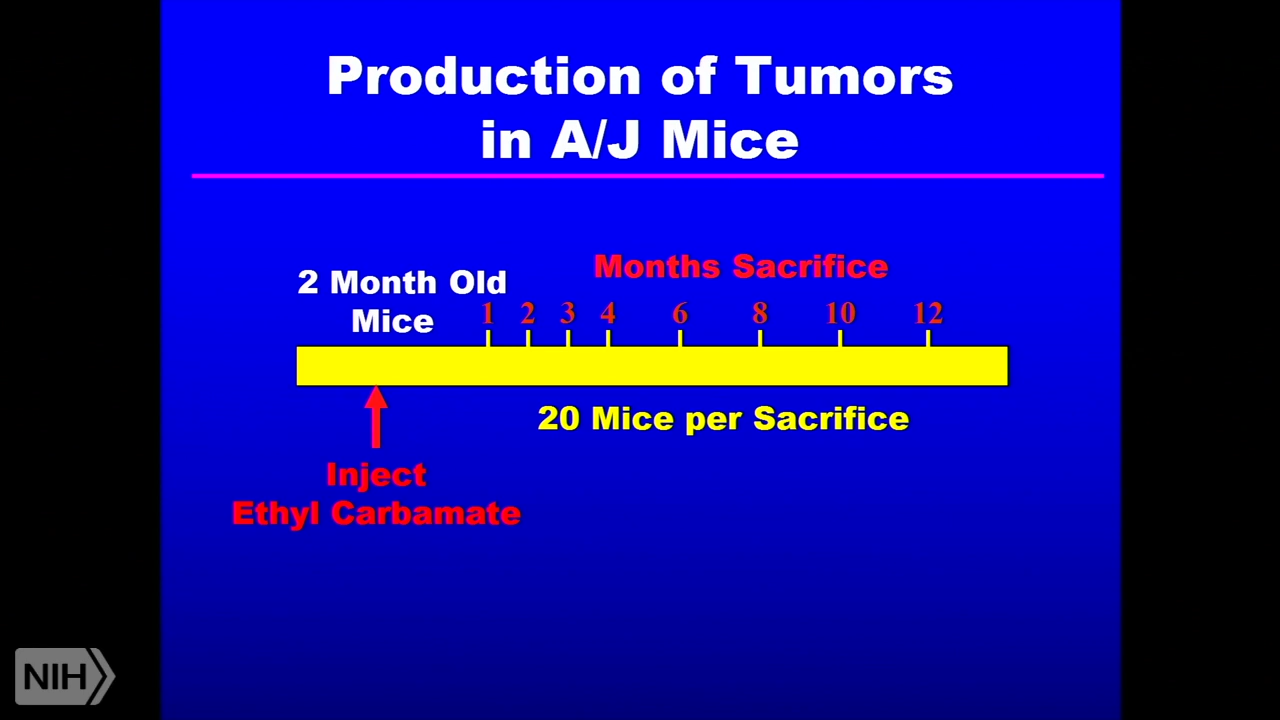 Production of Tumors
in A/J Mice
Months Sacrifice
2 Month Old
Mice
1 2 3 4 6 8 10 12
20 Mice per Sacrifice
Inject
Ethyl Carbamate
NIH